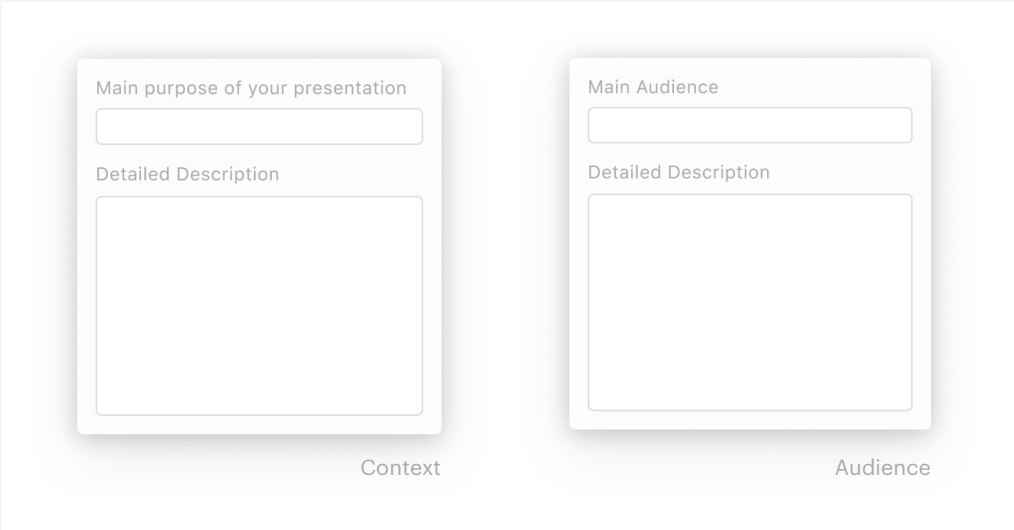 Main purpose of your presentation
Detailed Description
Context
Main Audience
Detailed Description
Audience